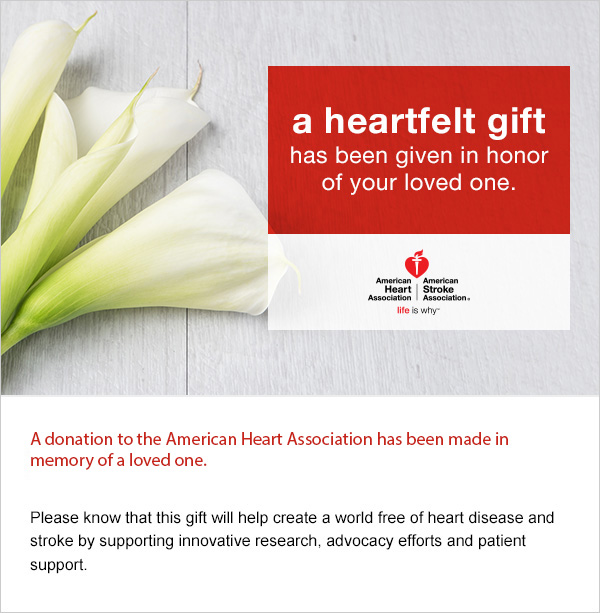 a heartfelt gift
has been given in honor
of your loved one.
American Heart Association | American Stroke Association®
life is why™
A donation to the American Heart Association has been made in
memory of a loved one.
Please know that this gift will help create a world free of heart disease and
stroke by supporting innovative research, advocacy efforts and patient
support.